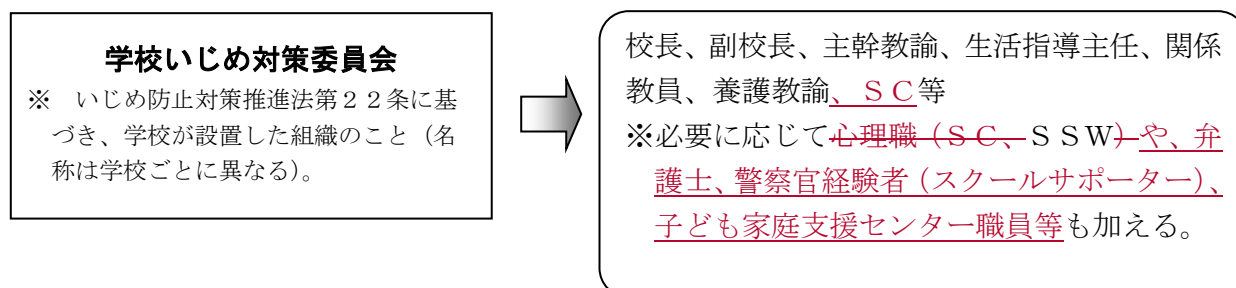 学校いじめ対策委員会
※　いじめ防止対策推進法第２２条に基
づき、学校が設置した組織のこと（名
称は学校ごとに異なる）。
校長、副校長、主幹教諭、生活指導主任、関係
教員、養護教諭、ＳＣ等
※必要に応じて心理職（ＳＣ、ＳＳＷ）や、弁
護士、警察官経験者（スクールサポーター）、
子ども家庭支援センター職員等も加える。